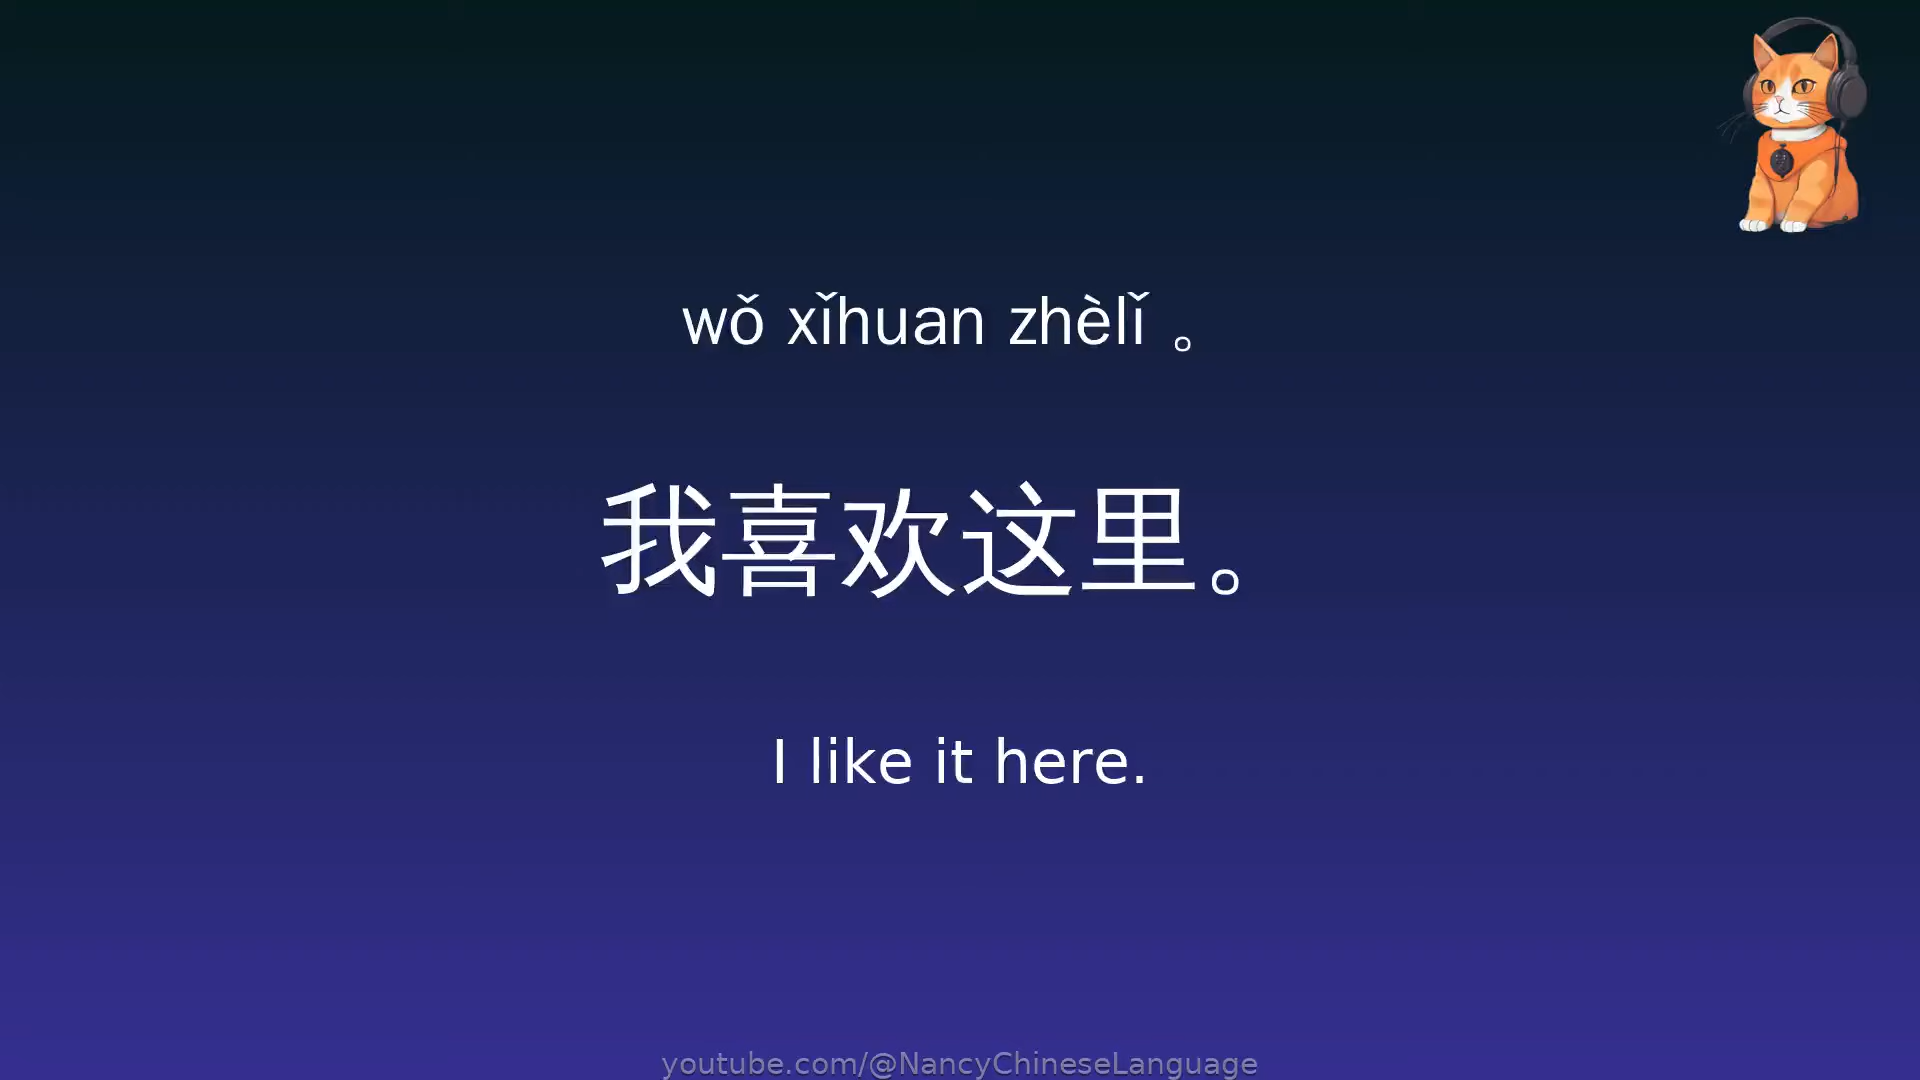 wǒ xǐhuan zhèlǐ 。
我喜欢这里。
I like it here.
youtube.com/@NancyChineseLanguage